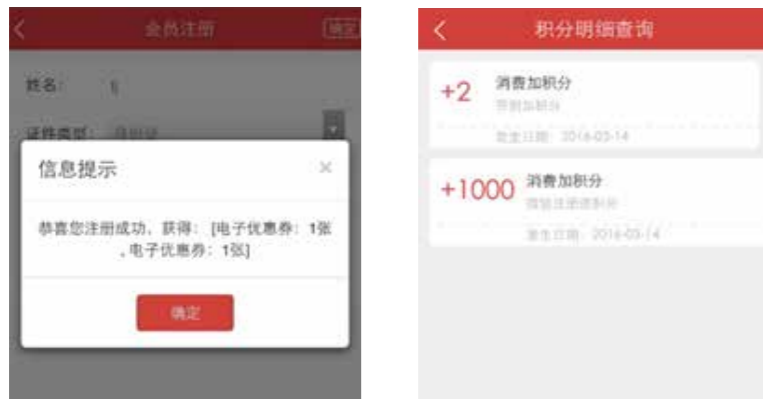 会员注册
确定
姓名:
证件类型: 身份证
信息提示
×
恭喜您注册成功, 获得: [电子优惠券: 1张
, 电子优惠券: 1张]
确定
积分明细查询
+2
消费加积分
发生日期: 2016-03-14
+1000
消费加积分
发生日期: 2016-03-14